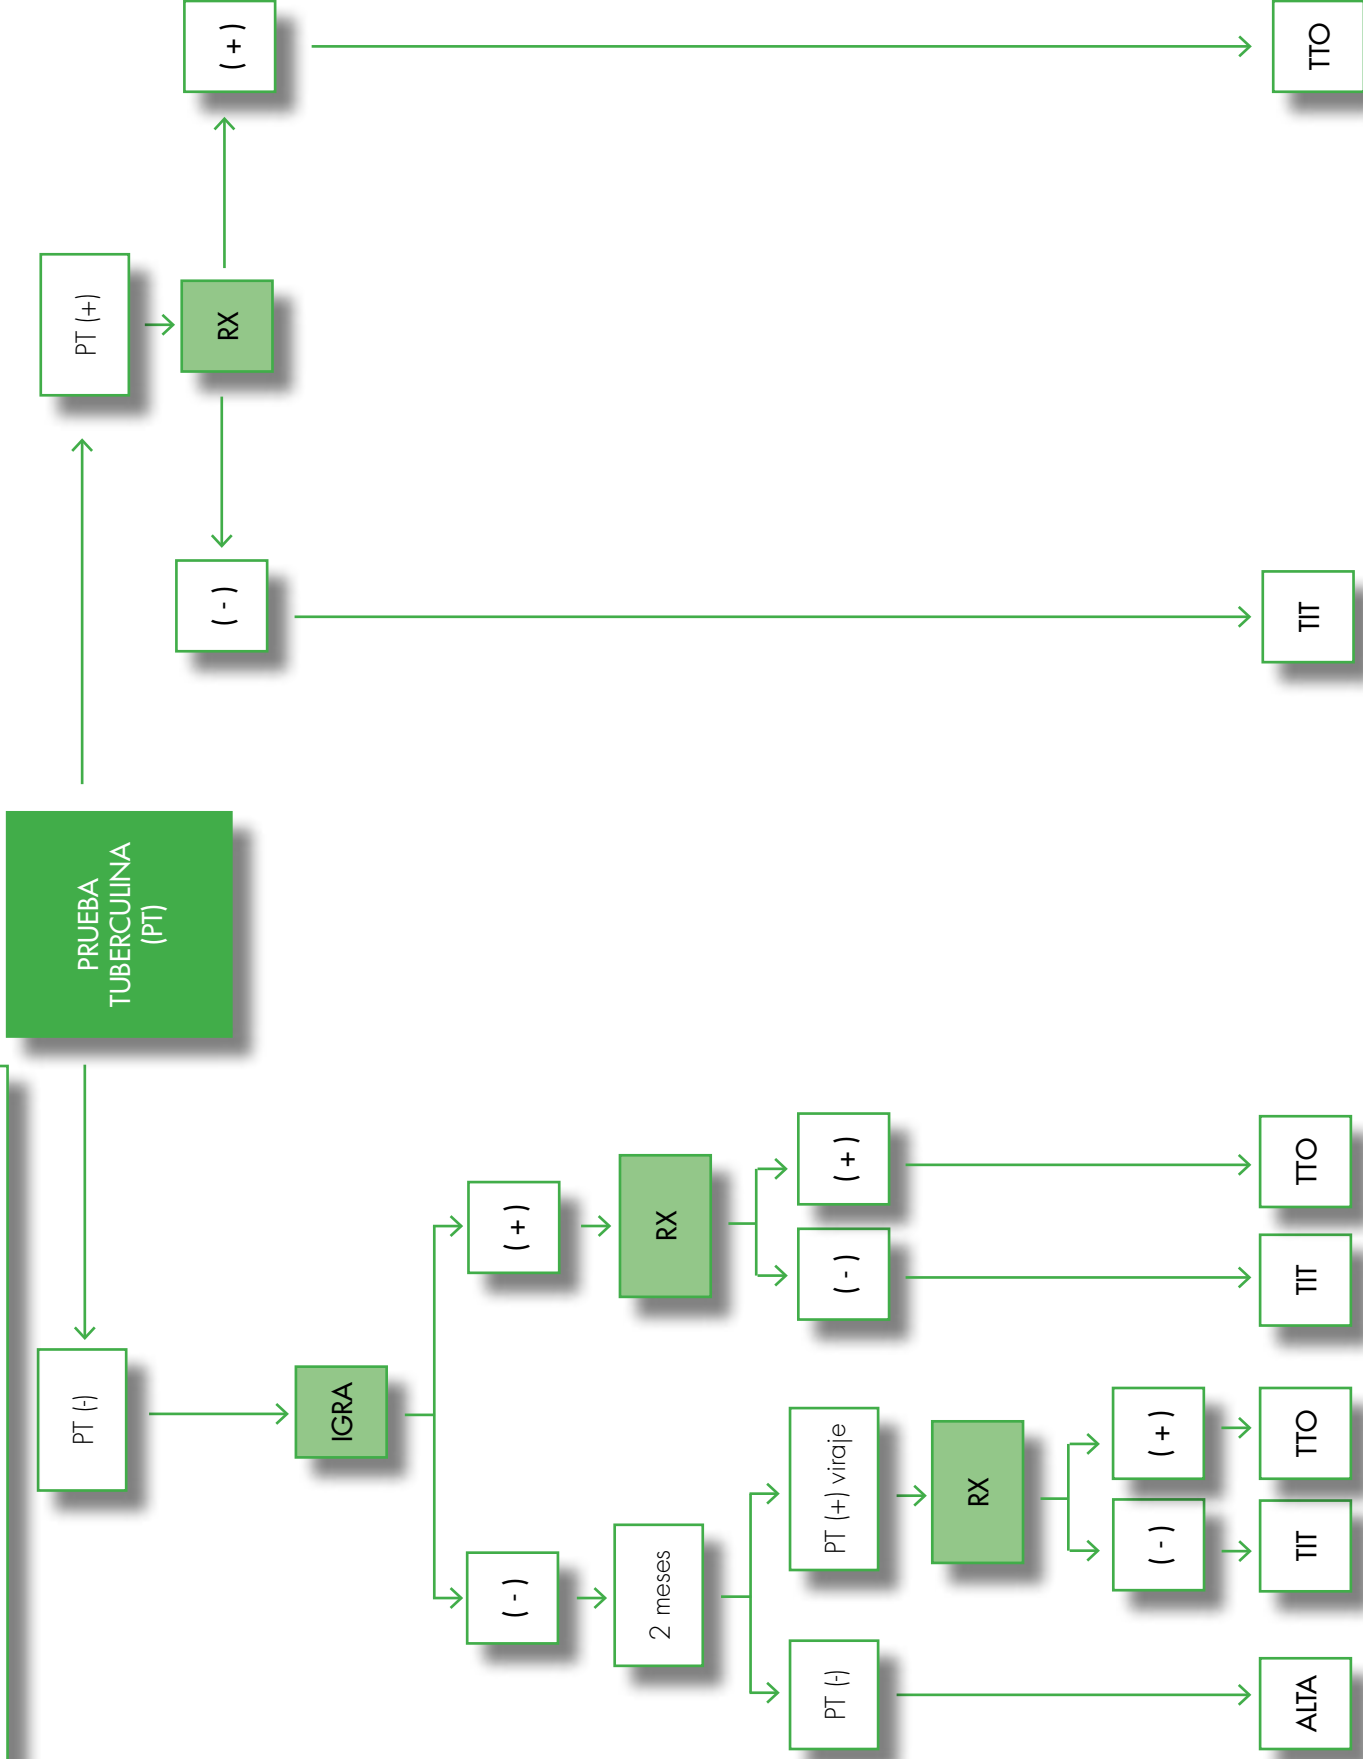 PRUEBA
TUBERCULINA
(PT)
PT (-)
PT (+)
IGRA
RX
( - )
( + )
( - )
( + )
2 meses
RX
( - )
( + )
PT (-)
PT (+) viraje
RX
( - )
( + )
ALTA
TIT
TTO
TIT
TTO
TIT
TTO